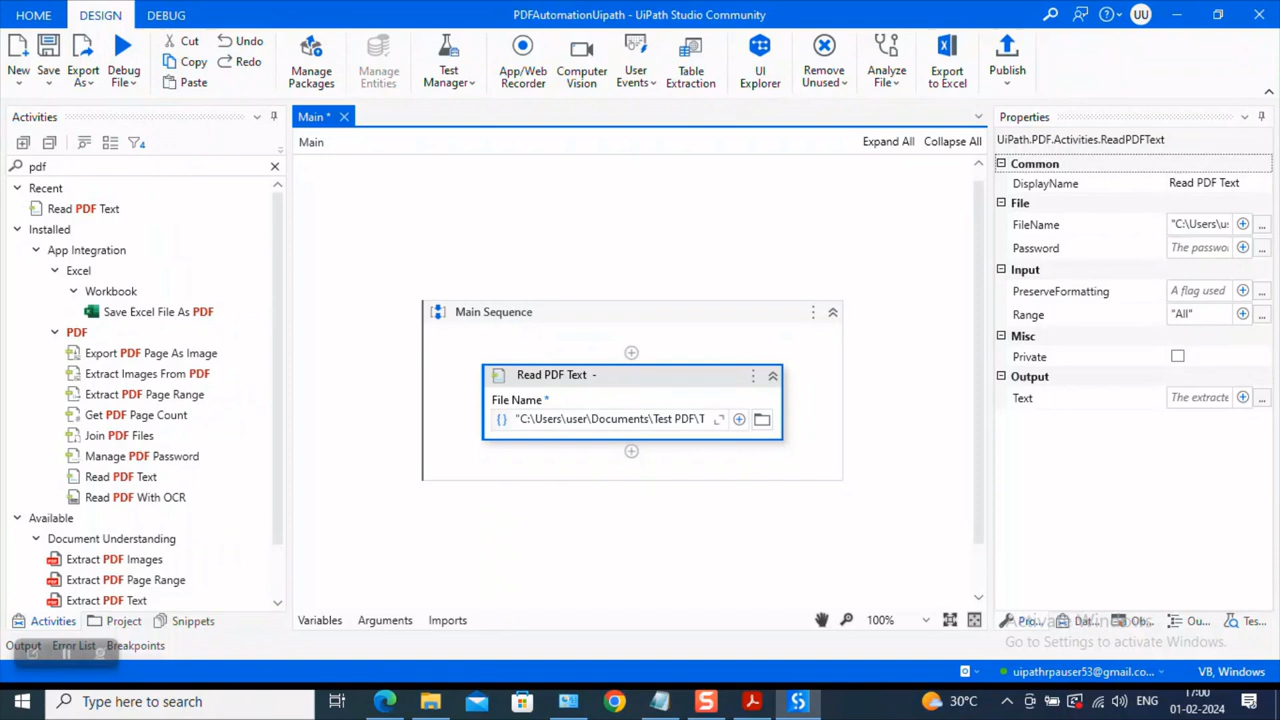 HOME DESIGN DEBUG PDFAutomationUipath - UiPath Studio Community UU
New Save Export As Debug File Cut Copy Paste Undo Redo Manage Packages Manage Entities Test Manager App/Web Recorder Computer Vision User Events Table Extraction UI Explorer Remove Unused Analyze File Export to Excel Publish
Activities
pdf
Recent
Read PDF Text
Installed
App Integration
Excel
Workbook
Save Excel File As PDF
PDF
Export PDF Page As Image
Extract Images From PDF
Extract PDF Page Range
Get PDF Page Count
Join PDF Files
Manage PDF Password
Read PDF Text
Read PDF With OCR
Available
Document Understanding
Extract PDF Images
Extract PDF Page Range
Extract PDF Text
Activities Project Snippets
Output Error List Breakpoints
Main *
Main Expand All Collapse All
Main Sequence
Read PDF Text -
File Name *
"C:\Users\user\Documents\Test PDF\T
Variables Arguments Imports 100%
Properties
UiPath.PDF.Activities.ReadPDFText
Common
DisplayName Read PDF Text
File
FileName "C:\Users\u: ...
Password The passwo ...
Input
PreserveFormatting A flag used ...
Range "All" ...
Misc
Private
Output
Text The extracte ...
Activate Windows
Pro... Dat... Ob... Ou... Tes...
Go to Settings to activate Windows.
uipathrpauser53@gmail.co... VB, Windows
Type here to search 30°C ENG 17:00
01-02-2024